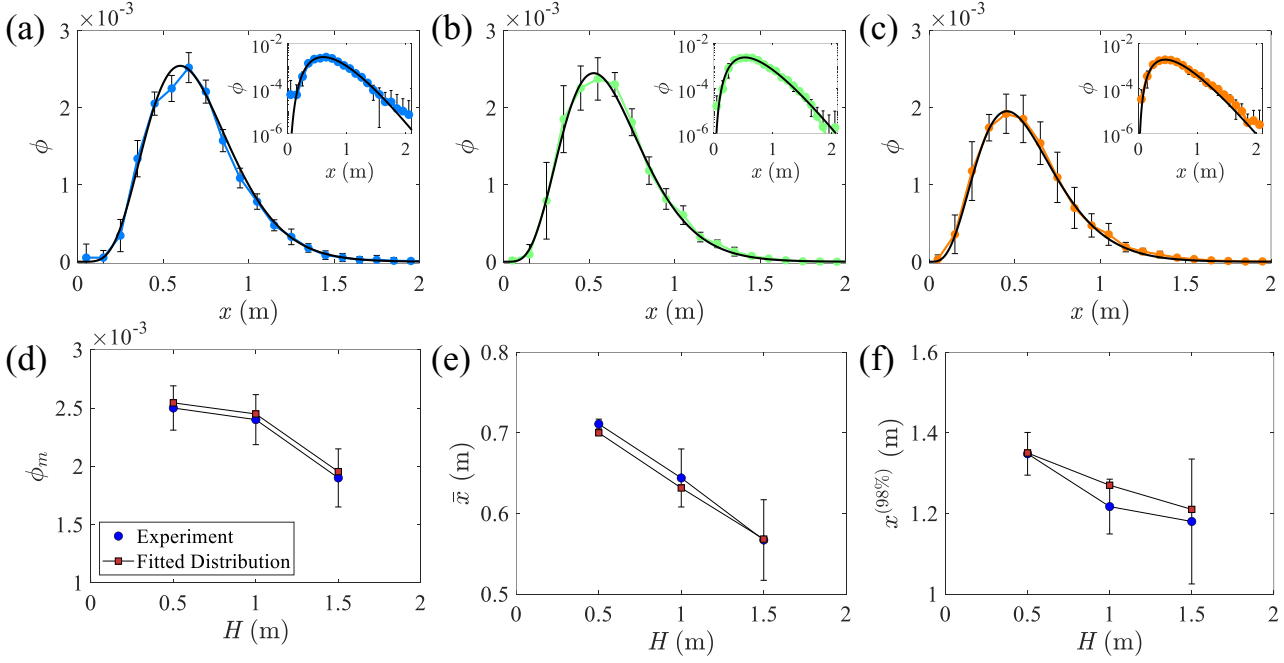 (a)
×10⁻³
3
2
1
0
ϕ
0
0.5
1
1.5
2
x (m)
10⁻²
10⁻⁴
10⁻⁶
ϕ
0
1
2
x (m)
(b)
×10⁻³
3
2
1
0
ϕ
0
0.5
1
1.5
2
x (m)
10⁻²
10⁻⁴
10⁻⁶
ϕ
0
1
2
x (m)
(c)
×10⁻³
3
2
1
0
ϕ
0
0.5
1
1.5
2
x (m)
10⁻²
10⁻⁴
10⁻⁶
ϕ
0
1
2
x (m)
(d)
×10⁻³
3
2.5
2
1.5
1
ϕₘ
Experiment
Fitted Distribution
0
0.5
1
1.5
2
H (m)
(e)
0.8
0.7
0.6
0.5
x̄ (m)
0
0.5
1
1.5
2
H (m)
(f)
1.6
1.4
1.2
1
x⁽⁹⁸%⁾ (m)
0
0.5
1
1.5
2
H (m)